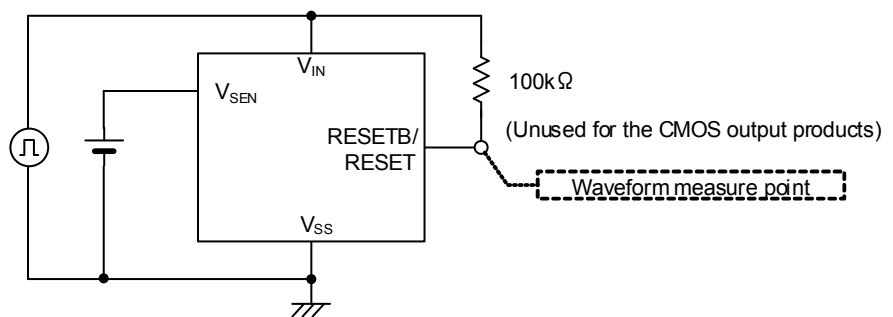 V_IN
V_SEN
100kΩ
(Unused for the CMOS output products)
RESETB/
RESET
Waveform measure point
V_SS